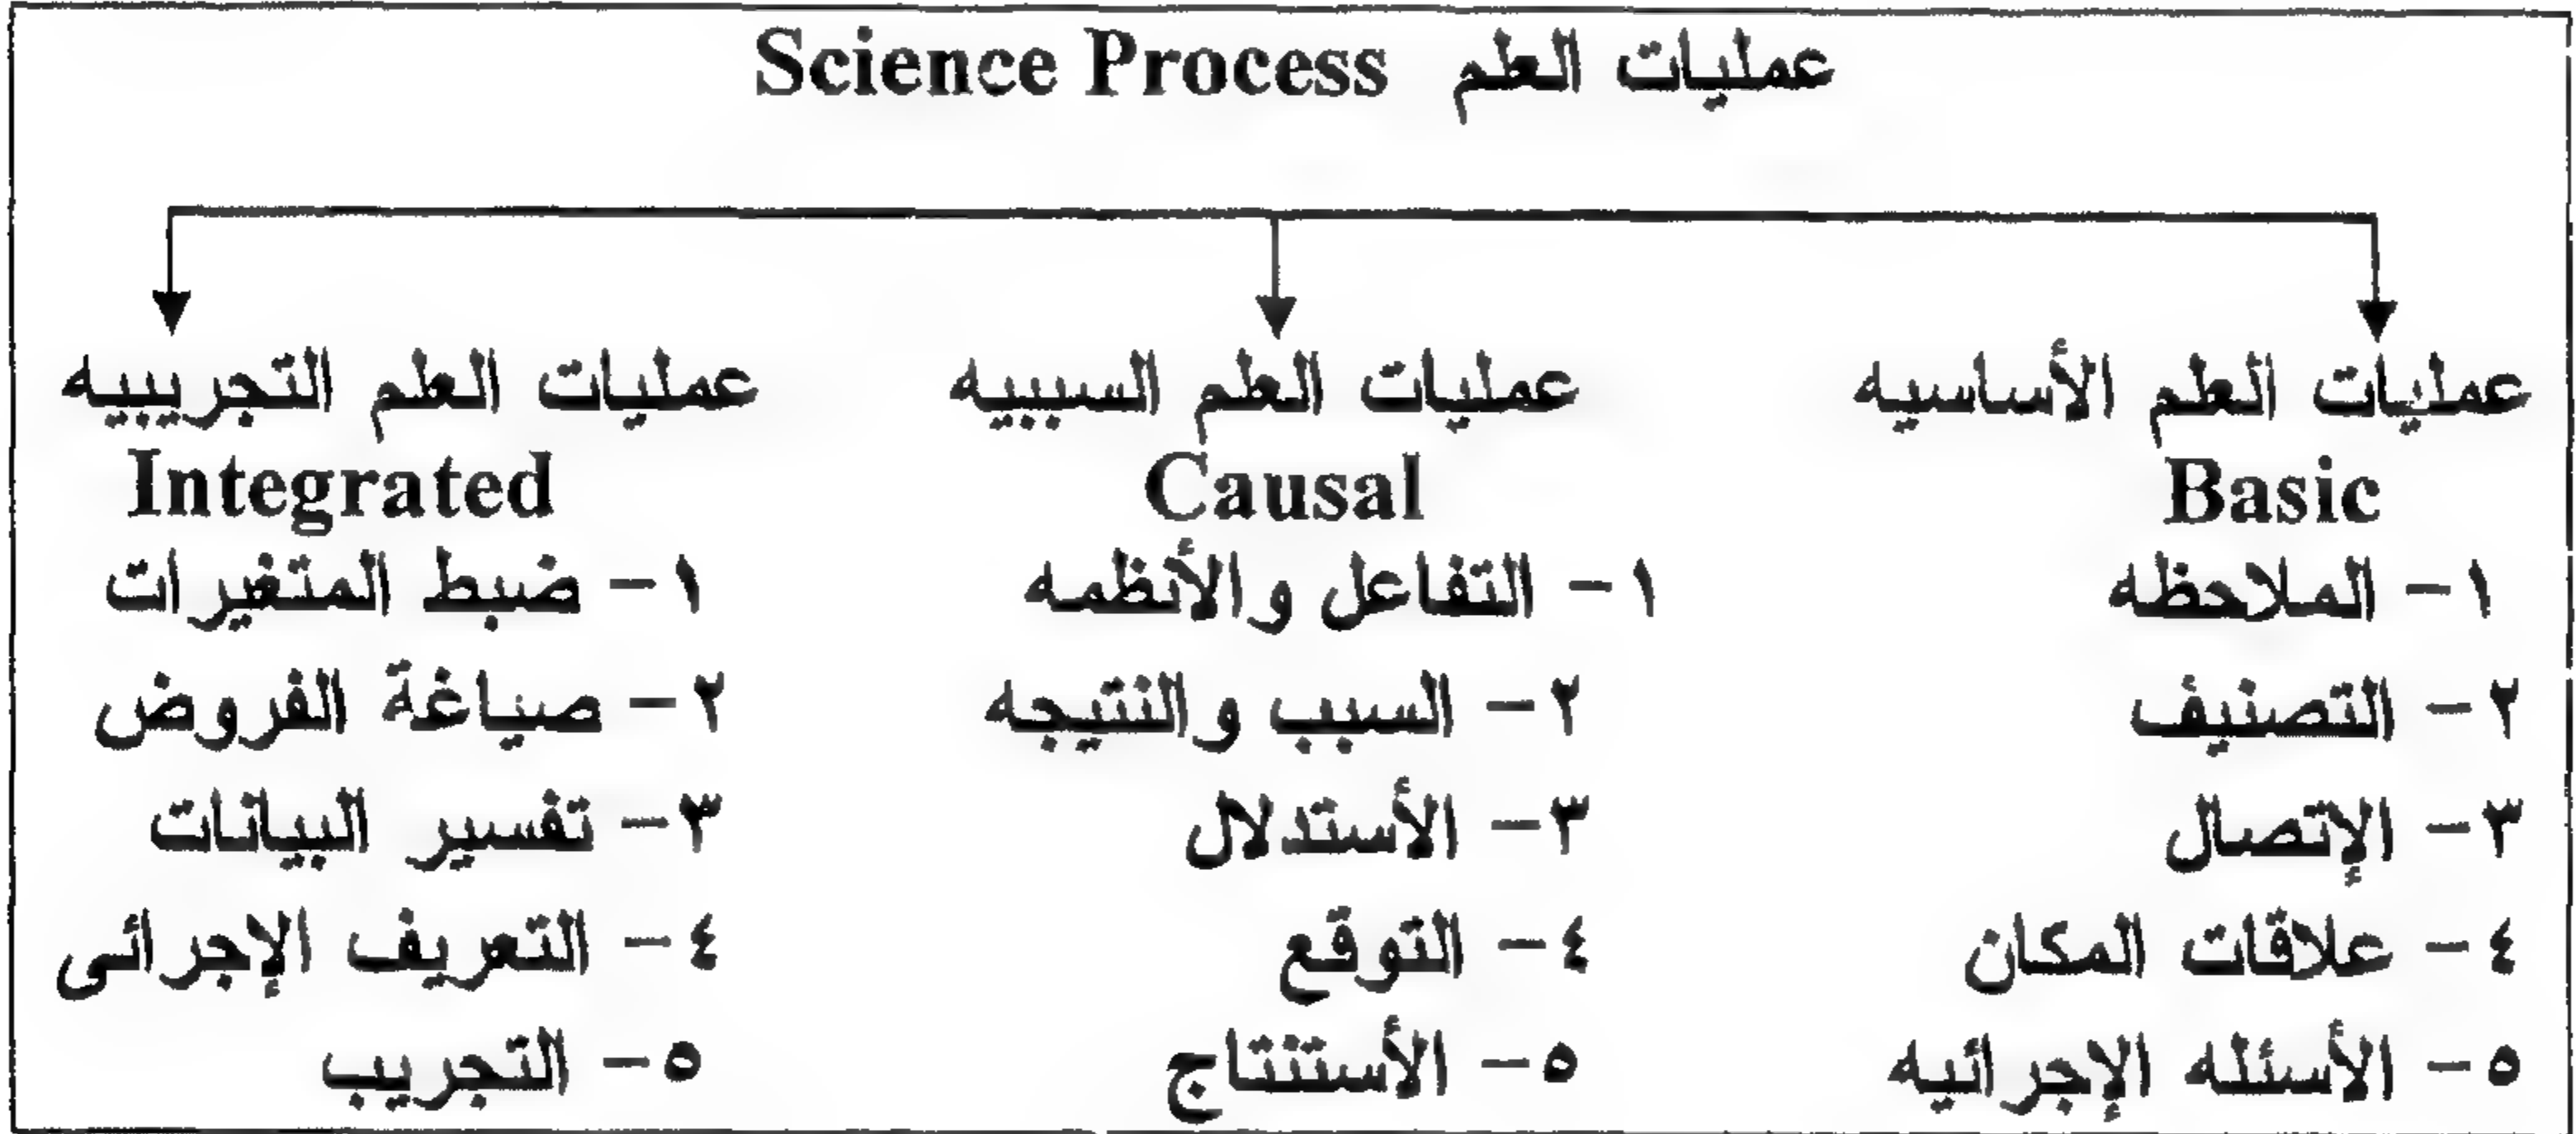 عمليات العلم Science Process
عمليات العلم الأساسيه
Basic
١- الملاحظه
٢- التصنيف
٣- الإتصال
٤- علاقات المكان
٥- الأسئله الإجرائيه
عمليات العلم السببيه
Causal
١- التفاعل والأنظمه
٢- السبب والنتيجه
٣- الأستدلال
٤- التوقع
٥- الأستنتاج
عمليات العلم التجريبيه
Integrated
١- ضبط المتغيرات
٢- صياغة الفروض
٣- تفسير البيانات
٤- التعريف الإجرائى
٥- التجريب